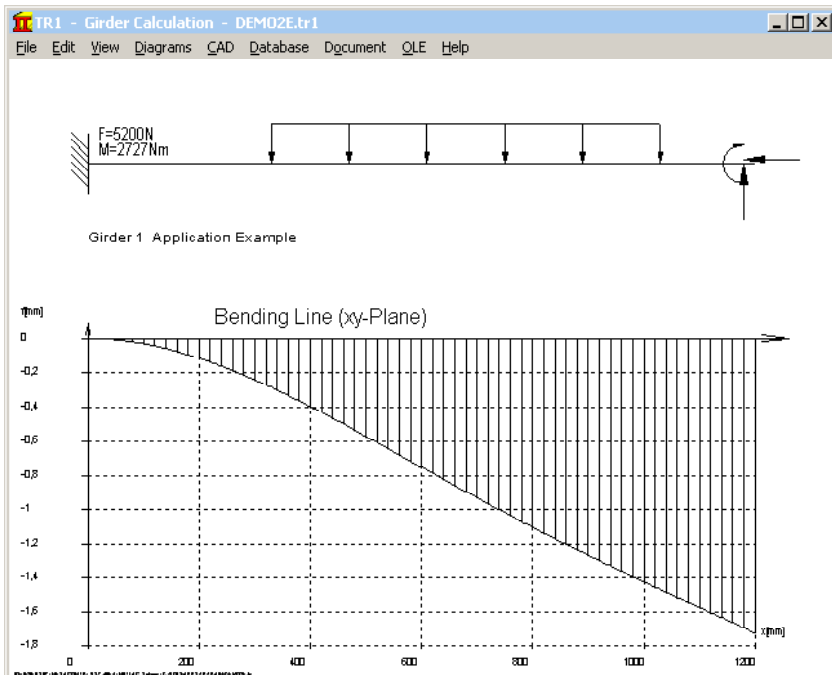 TR1 - Girder Calculation - DEMO2E.tr1
File Edit View Diagrams CAD Database Document OLE Help
F=5200N
M=2727Nm
Girder 1 Application Example
Y[mm]
Bending Line (xy-Plane)
0
-0,2
-0,4
-0,6
-0,8
-1
-1,2
-1,4
-1,6
x[mm]
-1,8
0 200 400 600 800 1000 1200